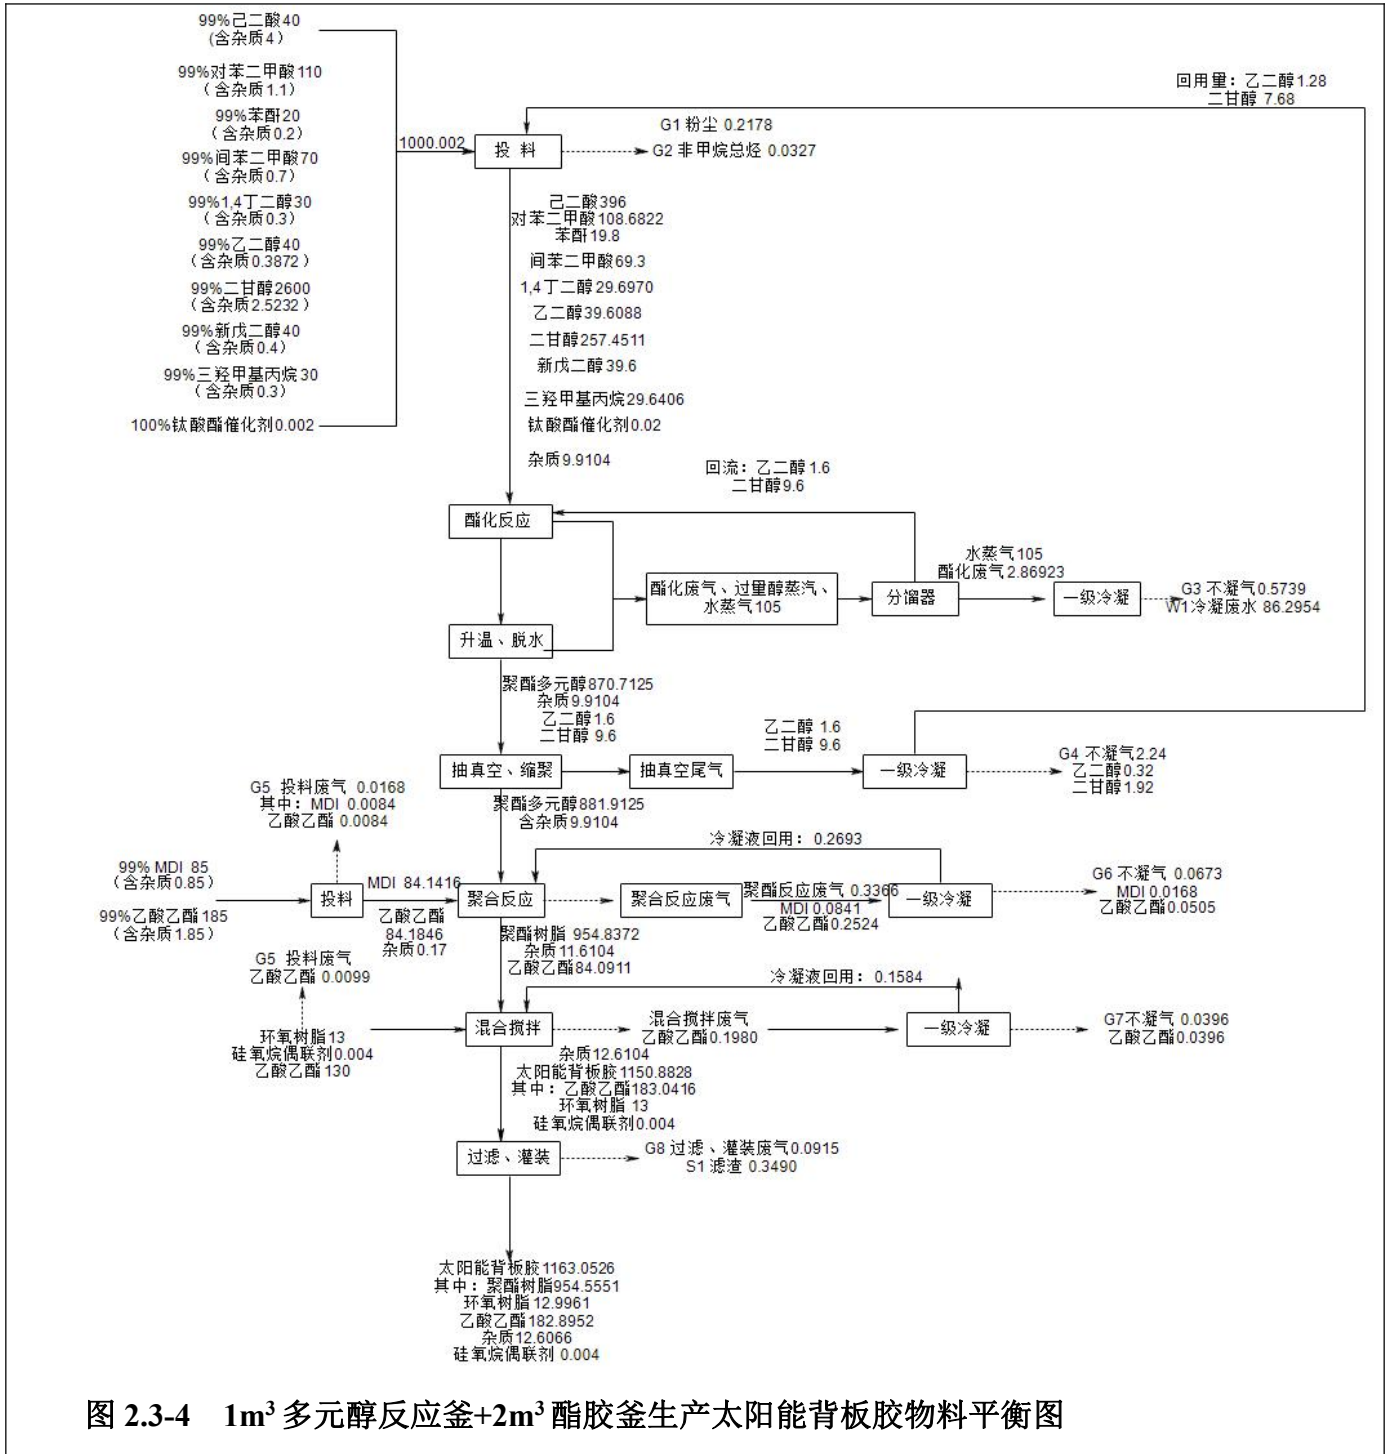 99%己二酸40
(含杂质4）
99%对苯二甲酸110
（含杂质1.1）
99%苯酐20
（含杂质0.2）
99%间苯二甲酸70
（含杂质0.7）
99%1,4丁二醇30
（含杂质0.3）
99%乙二醇40
（含杂质0.3872）
99%二甘醇2600
（含杂质2.5232）
99%新戊二醇40
（含杂质0.4）
99%三羟甲基丙烷30
（含杂质0.3）
100%钛酸酯催化剂0.002
1000.002
投 料
回用量：乙二醇1.28
二甘醇 7.68
G1 粉尘 0.2178
G2 非甲烷总烃 0.0327
己二酸396
对苯二甲酸108.6822
苯酐19.8
间苯二甲酸69.3
1,4丁二醇29.6970
乙二醇39.6088
二甘醇257.4511
新戊二醇39.6
三羟甲基丙烷29.6406
钛酸酯催化剂0.02
杂质9.9104
回流：乙二醇1.6
二甘醇9.6
酯化反应
升温、脱水
酯化废气、过量醇蒸汽、
水蒸气105
分馏器
水蒸气105
酯化废气2.86923
一级冷凝
G3 不凝气0.5739
W1冷凝废水 86.2954
聚酯多元醇870.7125
杂质9.9104
乙二醇1.6
二甘醇 9.6
抽真空、缩聚
抽真空尾气
乙二醇 1.6
二甘醇 9.6
一级冷凝
G4 不凝气2.24
乙二醇0.32
二甘醇1.92
G5 投料废气 0.0168
其中：MDI 0.0084
乙酸乙酯 0.0084
聚酯多元醇881.9125
含杂质9.9104
冷凝液回用：0.2693
99% MDI 85
（含杂质0.85）
99%乙酸乙酯185
（含杂质1.85）
投料
MDI 84.1416
乙酸乙酯
84.1846
杂质0.17
聚合反应
聚合反应废气
聚酯反应废气 0.3366
MDI 0.0841
乙酸乙酯0.2524
一级冷凝
G6 不凝气 0.0673
MDI 0.0168
乙酸乙酯0.0505
聚酯树脂 954.8372
杂质11.6104
乙酸乙酯84.0911
G5 投料废气
乙酸乙酯 0.0099
环氧树脂13
硅氧烷偶联剂0.004
乙酸乙酯130
冷凝液回用：0.1584
混合搅拌
混合搅拌废气
乙酸乙酯0.1980
一级冷凝
G7不凝气 0.0396
乙酸乙酯0.0396
杂质12.6104
太阳能背板胶1150.8828
其中：乙酸乙酯183.0416
环氧树脂 13
硅氧烷偶联剂0.004
过滤、灌装
G8 过滤、灌装废气0.0915
S1 滤渣 0.3490
太阳能背板胶1163.0526
其中：聚酯树脂954.5551
环氧树脂 12.9961
乙酸乙酯182.8952
杂质12.6066
硅氧烷偶联剂 0.004
图 2.3-4 1m³多元醇反应釜+2m³酯胶釜生产太阳能背板胶物料平衡图